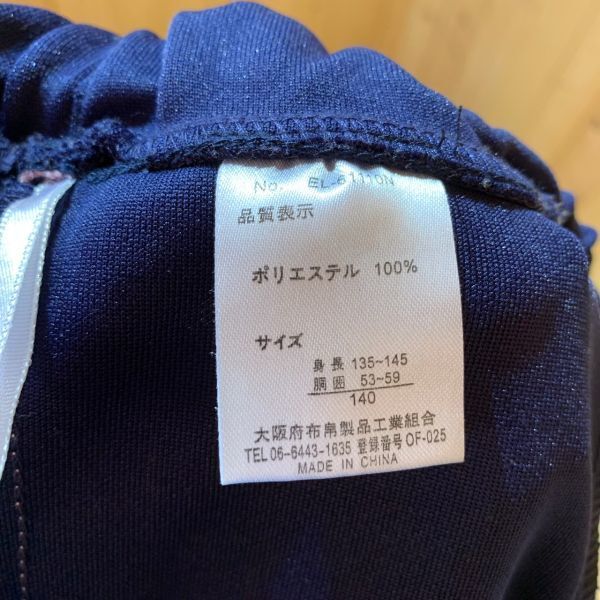 No. EL-61110N
品質表示
ポリエステル 100%
サイズ
身長 135~145
胴囲 53~59
140
大阪府布帛製品工業組合
TEL 06-6443-1635 登録番号 OF-025
MADE IN CHINA